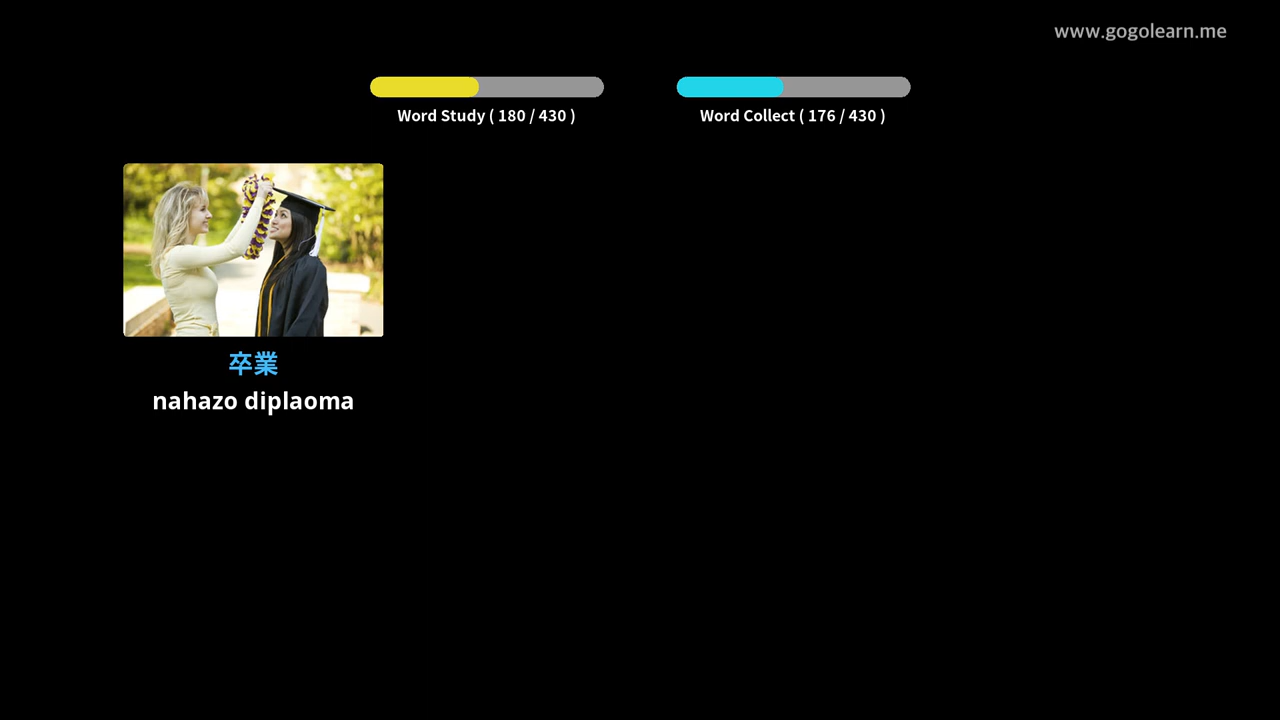 www.gogolearn.me
Word Study ( 180 / 430 )
Word Collect ( 176 / 430 )
卒業
nahazo diplaoma